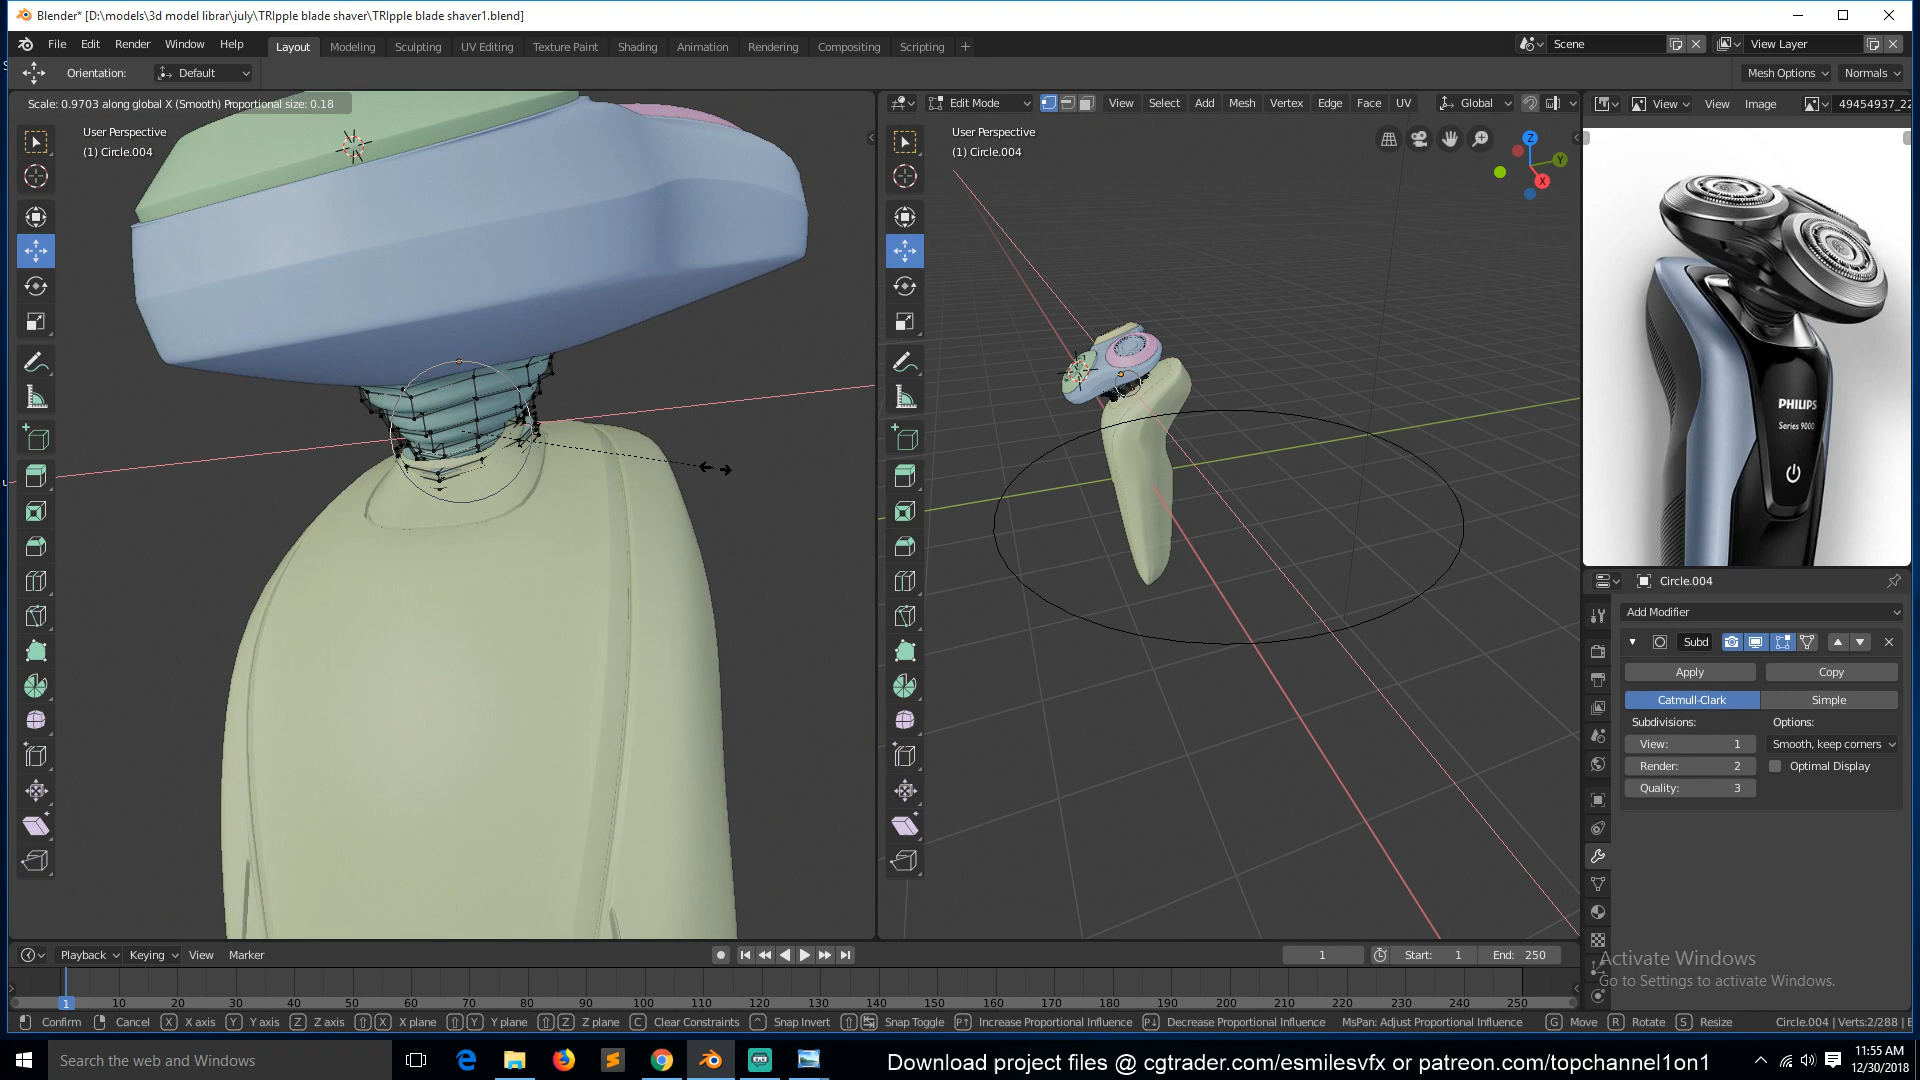 Blender* [D:\models\3d model librar\july\TRIpple blade shaver\TRIpple blade shaver1.blend]
File Edit Render Window Help Layout Modeling Sculpting UV Editing Texture Paint Shading Animation Rendering Compositing Scripting + Scene View Layer
Orientation: Default Mesh Options Normals
Scale: 0.9703 along global X (Smooth) Proportional size: 0.18
Edit Mode View Select Add Mesh Vertex Edge Face UV Global View View Image 49454937_22
User Perspective
(1) Circle.004
User Perspective
(1) Circle.004
Z
Y
X
PHILIPS
Series 9000
Circle.004
Add Modifier
Subd
Apply Copy
Catmull-Clark Simple
Subdivisions: Options:
View: 1 Smooth, keep corners
Render: 2 Optimal Display
Quality: 3
Activate Windows
Go to Settings to activate Windows.
Playback Keying View Marker 1 Start: 1 End: 250
1 10 20 30 40 50 60 70 80 90 100 110 120 130 140 150 160 170 180 190 200 210 220 230 240 250
Confirm Cancel X X axis Y Y axis Z Z axis X X plane Y Y plane Z Z plane C Clear Constraints Snap Invert Snap Toggle P↑ Increase Proportional Influence P↓ Decrease Proportional Influence MsPan: Adjust Proportional Influence G Move R Rotate S Resize Circle.004 | Verts:2/288 | E
Search the web and Windows
Download project files @ cgtrader.com/esmilesvfx or patreon.com/topchannel1on1
11:55 AM
12/30/2018